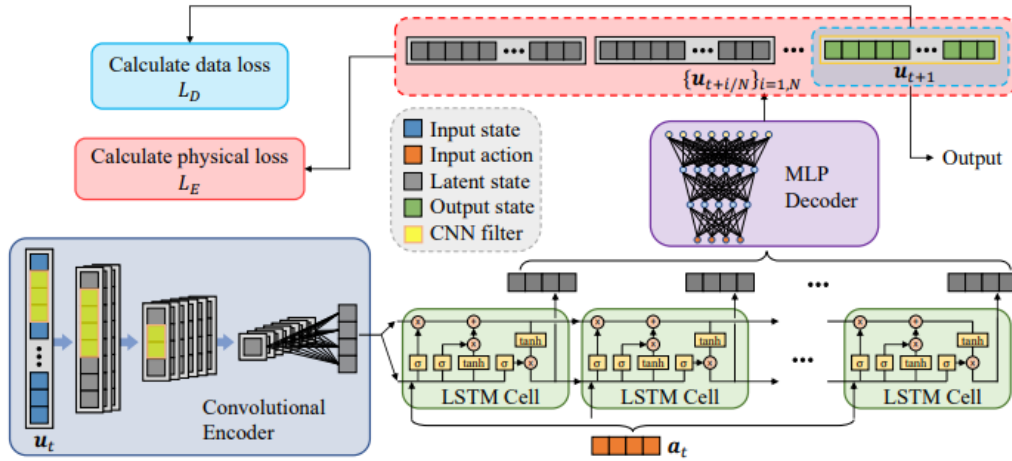 Calculate data loss
L_D
Calculate physical loss
L_E
{u_{t+i/N}}_{i=1,N}
u_{t+1}
Output
Input state
Input action
Latent state
Output state
CNN filter
MLP
Decoder
Convolutional
Encoder
u_t
× + tanh × σ σ tanh σ ×
LSTM Cell
× + tanh × σ σ tanh σ ×
LSTM Cell
× + tanh × σ σ tanh σ ×
LSTM Cell
a_t